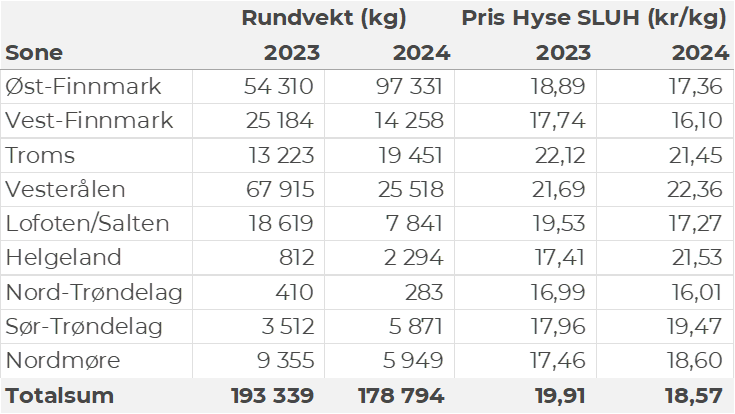 Rundvekt (kg) Pris Hyse SLUH (kr/kg)
Sone 2023 2024 2023 2024
Øst-Finnmark 54 310 97 331 18,89 17,36
Vest-Finnmark 25 184 14 258 17,74 16,10
Troms 13 223 19 451 22,12 21,45
Vesterålen 67 915 25 518 21,69 22,36
Lofoten/Salten 18 619 7 841 19,53 17,27
Helgeland 812 2 294 17,41 21,53
Nord-Trøndelag 410 283 16,99 16,01
Sør-Trøndelag 3 512 5 871 17,96 19,47
Nordmøre 9 355 5 949 17,46 18,60
Totalsum 193 339 178 794 19,91 18,57